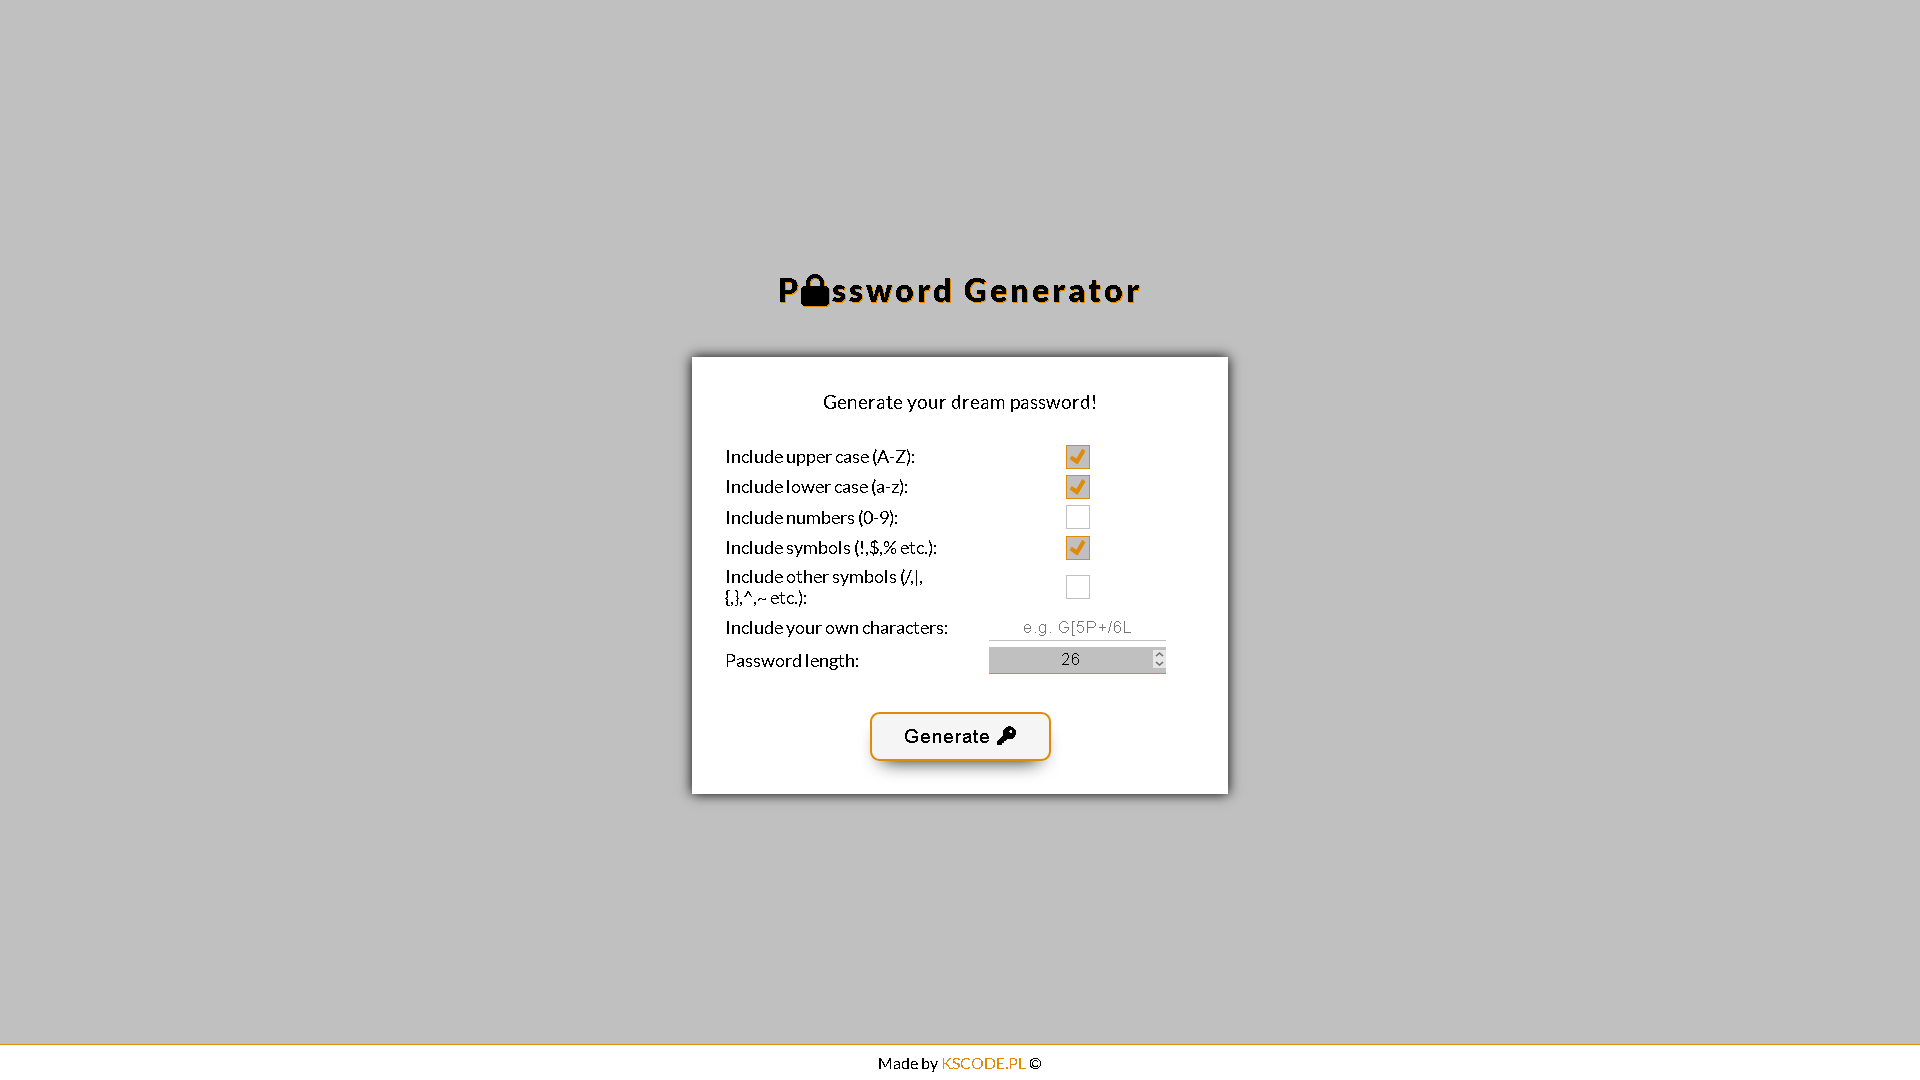 Pssword Generator
Generate your dream password!
Include upper case (A-Z):
Include lower case (a-z):
Include numbers (0-9):
Include symbols (!,$,% etc.):
Include other symbols (/,|,
{,},^,~ etc.):
Include your own characters: e.g. G[5P+/6L
Password length: 26
Generate
Made by KSCODE.PL ©